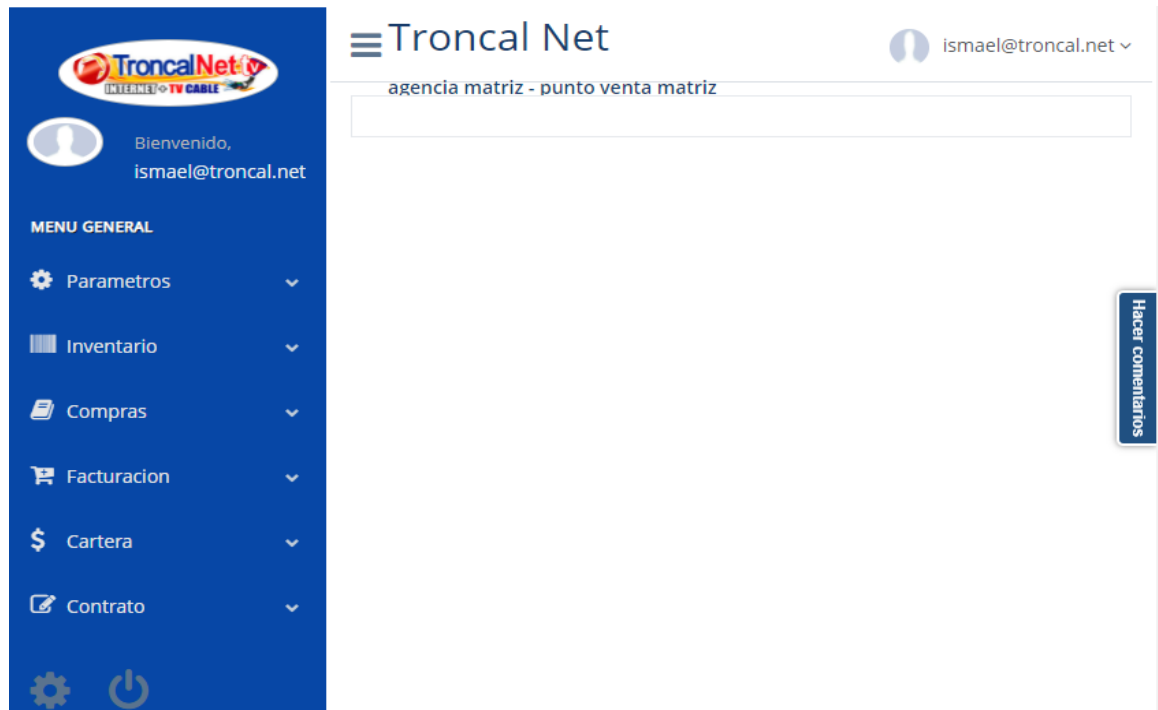 TroncalNet tv
INTERNET TV CABLE
Bienvenido,
ismael@troncal.net
MENU GENERAL
Parametros
Inventario
Compras
Facturacion
Cartera
Contrato
Troncal Net
ismael@troncal.net
agencia matriz - punto venta matriz
Hacer comentarios